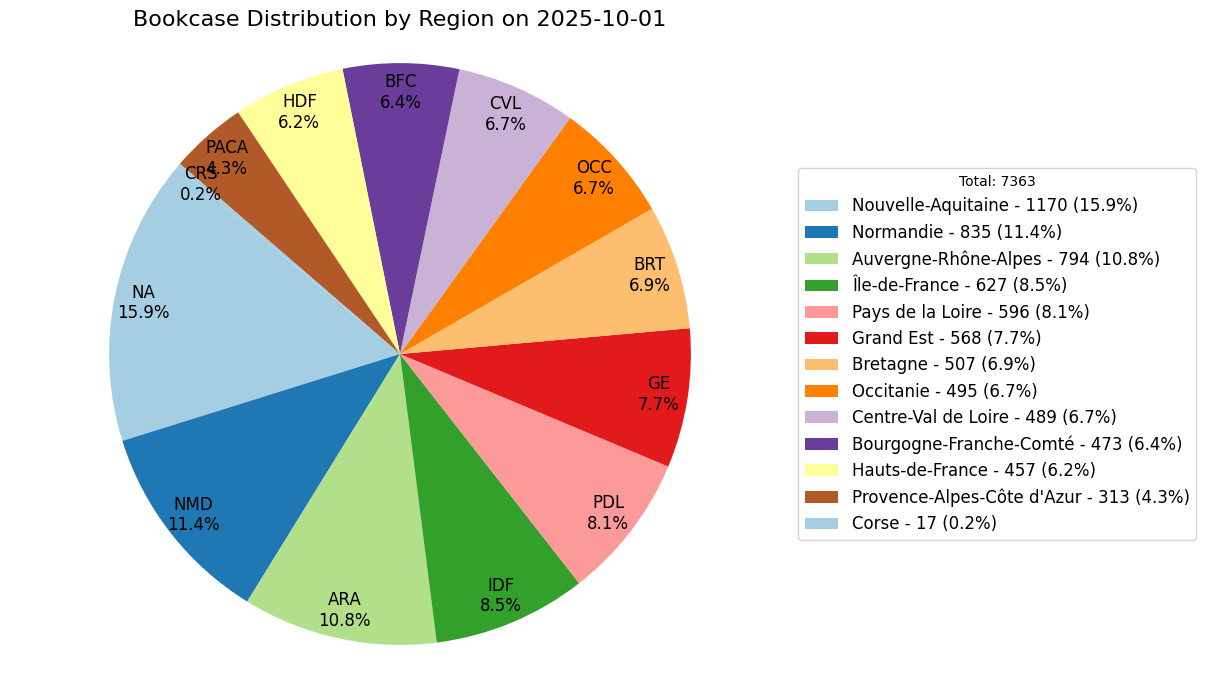 Bookcase Distribution by Region on 2025-10-01
BFC
6.4%
CVL
6.7%
HDF
6.2%
OCC
6.7%
PACA
4.3%
CRS
0.2%
BRT
6.9%
NA
15.9%
GE
7.7%
NMD
11.4%
PDL
8.1%
IDF
8.5%
ARA
10.8%
Total: 7363
Nouvelle-Aquitaine - 1170 (15.9%)
Normandie - 835 (11.4%)
Auvergne-Rhône-Alpes - 794 (10.8%)
Île-de-France - 627 (8.5%)
Pays de la Loire - 596 (8.1%)
Grand Est - 568 (7.7%)
Bretagne - 507 (6.9%)
Occitanie - 495 (6.7%)
Centre-Val de Loire - 489 (6.7%)
Bourgogne-Franche-Comté - 473 (6.4%)
Hauts-de-France - 457 (6.2%)
Provence-Alpes-Côte d'Azur - 313 (4.3%)
Corse - 17 (0.2%)